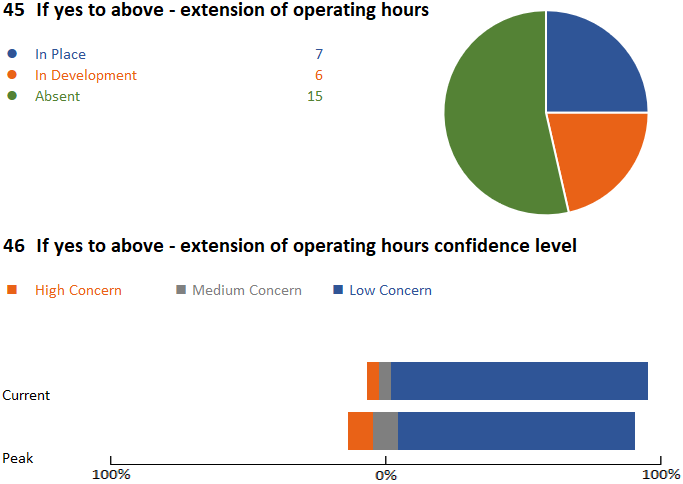 45 If yes to above - extension of operating hours
In Place 7
In Development 6
Absent 15
46 If yes to above - extension of operating hours confidence level
High Concern Medium Concern Low Concern
Current
Peak
100% 0% 100%